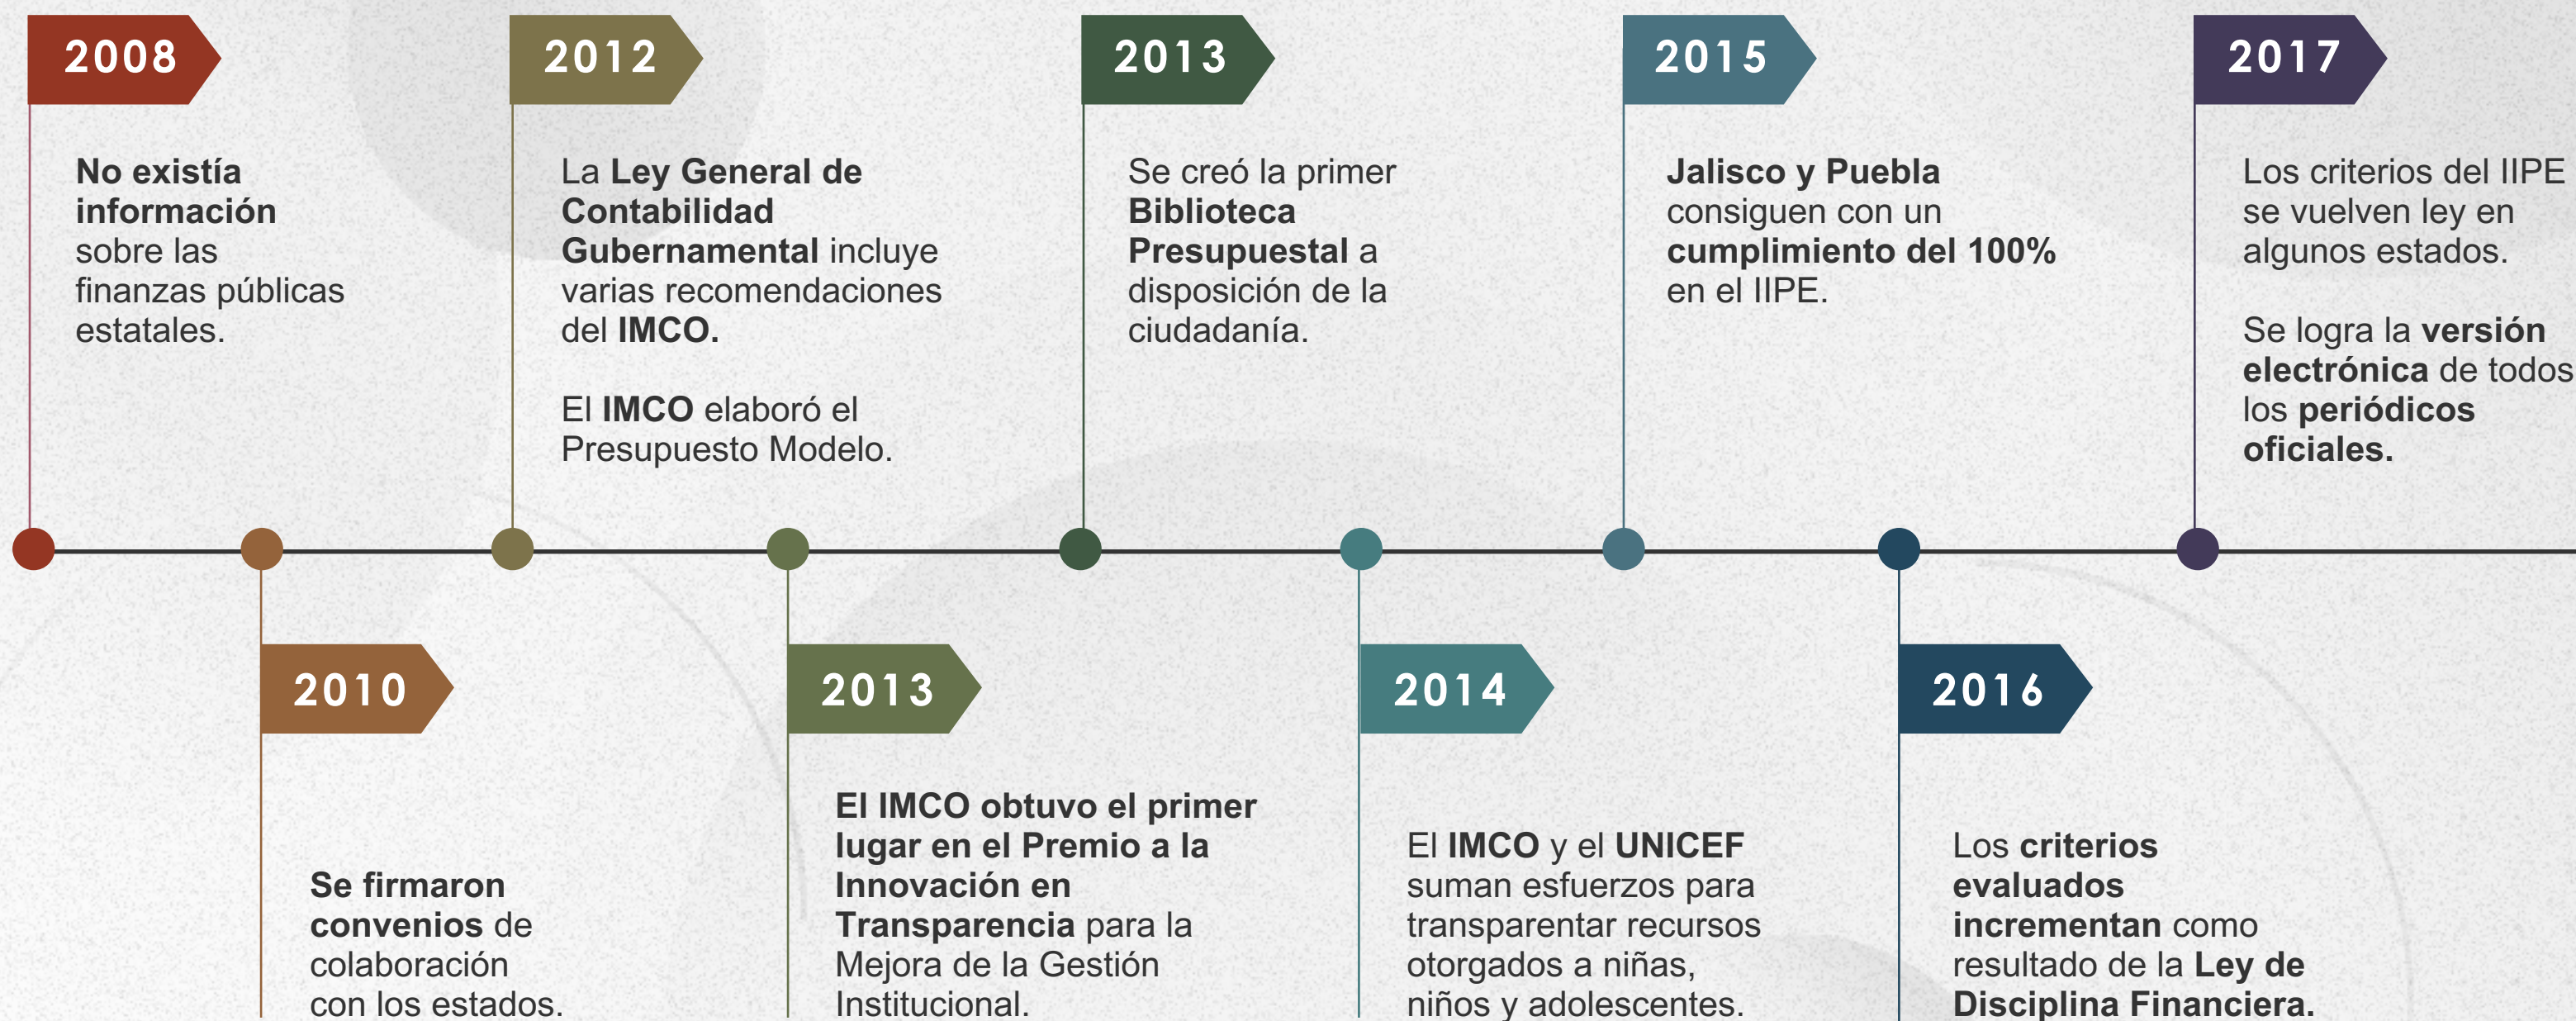 2008
No existía
información
sobre las
finanzas públicas
estatales.
2010
Se firmaron
convenios de
colaboración
con los estados.
2012
La Ley General de
Contabilidad
Gubernamental incluye
varias recomendaciones
del IMCO.
El IMCO elaboró el
Presupuesto Modelo.
2013
El IMCO obtuvo el primer
lugar en el Premio a la
Innovación en
Transparencia para la
Mejora de la Gestión
Institucional.
2013
Se creó la primer
Biblioteca
Presupuestal a
disposición de la
ciudadanía.
2014
El IMCO y el UNICEF
suman esfuerzos para
transparentar recursos
otorgados a niñas,
niños y adolescentes.
2015
Jalisco y Puebla
consiguen con un
cumplimiento del 100%
en el IIPE.
2016
Los criterios
evaluados
incrementan como
resultado de la Ley de
Disciplina Financiera.
2017
Los criterios del IIPE
se vuelven ley en
algunos estados.
Se logra la versión
electrónica de todos
los periódicos
oficiales.